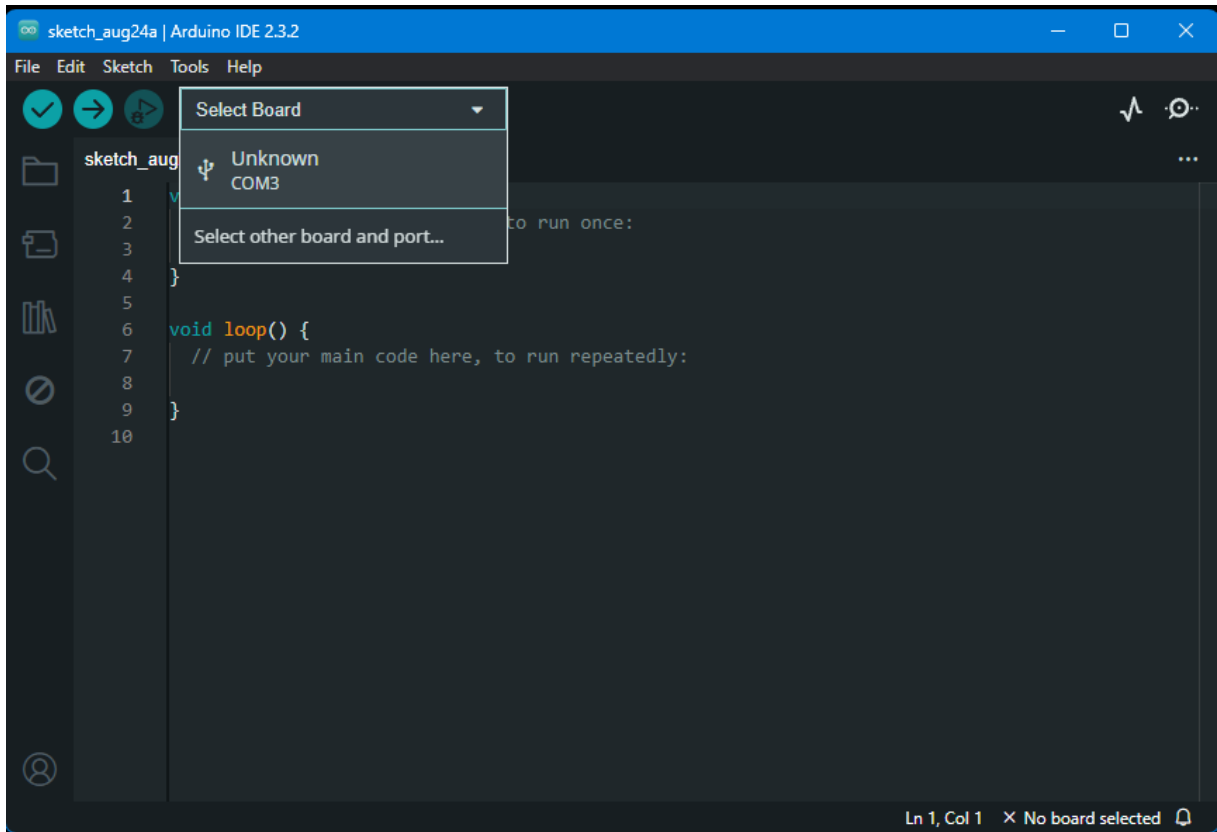 sketch_aug24a | Arduino IDE 2.3.2
File Edit Sketch Tools Help
Select Board
Unknown
COM3
Select other board and port...
sketch_aug
1 v
2 to run once:
3
4 }
5
6 void loop() {
7 // put your main code here, to run repeatedly:
8
9 }
10
Ln 1, Col 1 × No board selected